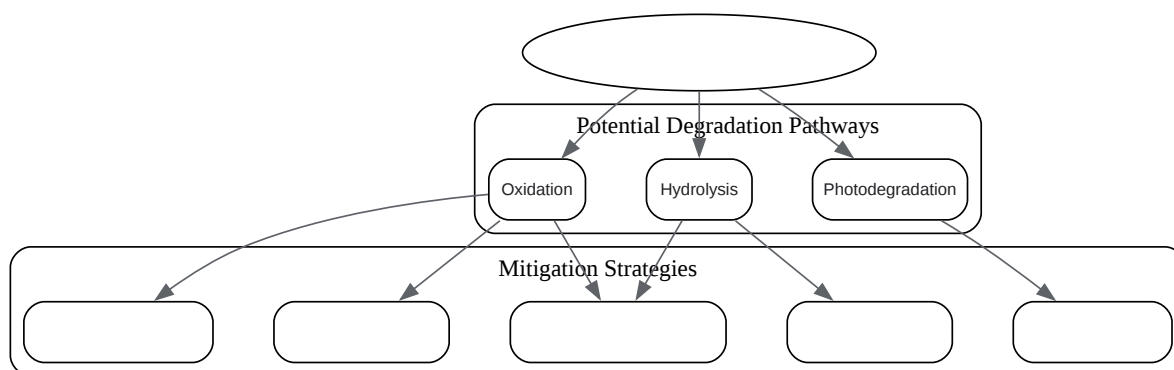 Potential Degradation Pathways
Oxidation
Hydrolysis
Photodegradation
Mitigation Strategies